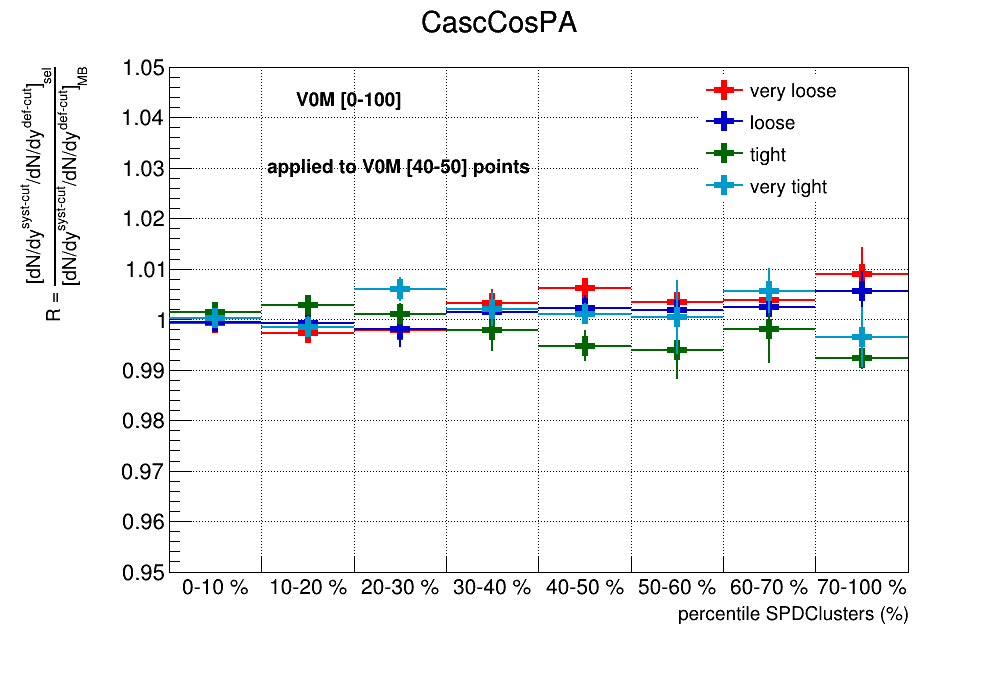 CascCosPA
R = [dN/dy^syst-cut/dN/dy^def-cut]_sel
[dN/dy^syst-cut/dN/dy^def-cut]_MB
1.05
1.04
1.03
1.02
1.01
1
0.99
0.98
0.97
0.96
0.95
V0M [0-100]
applied to V0M [40-50] points
very loose
loose
tight
very tight
0-10 % 10-20 % 20-30 % 30-40 % 40-50 % 50-60 % 60-70 % 70-100 %
percentile SPDClusters (%)